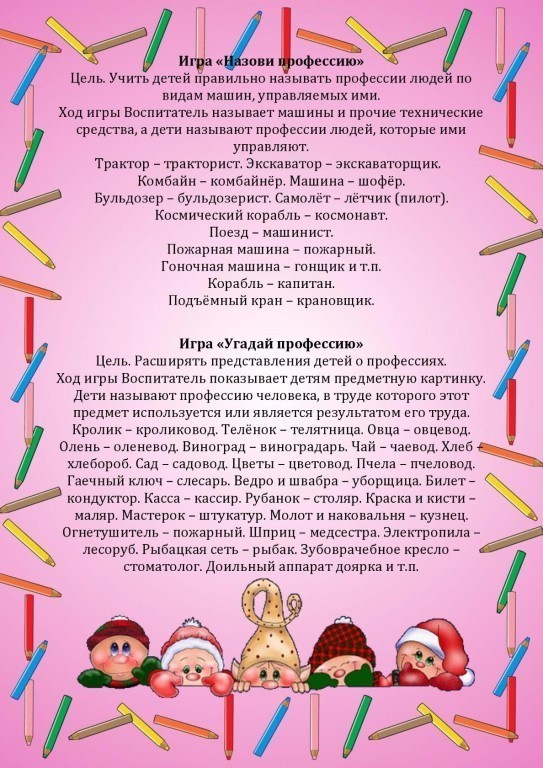 Игра «Назови профессию»
Цель. Учить детей правильно называть профессии людей по
видам машин, управляемых ими.
Ход игры Воспитатель называет машины и прочие технические
средства, а дети называют профессии людей, которые ими
управляют.
Трактор – тракторист. Экскаватор – экскаваторщик.
Комбайн – комбайнёр. Машина – шофёр.
Бульдозер – бульдозерист. Самолёт – лётчик (пилот).
Космический корабль – космонавт.
Поезд – машинист.
Пожарная машина – пожарный.
Гоночная машина – гонщик и т.п.
Корабль – капитан.
Подъёмный кран – крановщик.
Игра «Угадай профессию»
Цель. Расширять представления детей о профессиях.
Ход игры Воспитатель показывает детям предметную картинку.
Дети называют профессию человека, в труде которого этот
предмет используется или является результатом его труда.
Кролик – кроликовод. Телёнок – телятница. Овца – овцевод.
Олень – оленевод. Виноград – виноградарь. Чай – чаевод. Хлеб –
хлебороб. Сад – садовод. Цветы – цветовод. Пчела – пчеловод.
Гаечный ключ – слесарь. Ведро и швабра – уборщица. Билет –
кондуктор. Касса – кассир. Рубанок – столяр. Краска и кисти –
маляр. Мастерок – штукатур. Молот и наковальня – кузнец.
Огнетушитель – пожарный. Шприц – медсестра. Электропила –
лесоруб. Рыбацкая сеть – рыбак. Зубоврачебное кресло –
стоматолог. Доильный аппарат доярка и т.п.